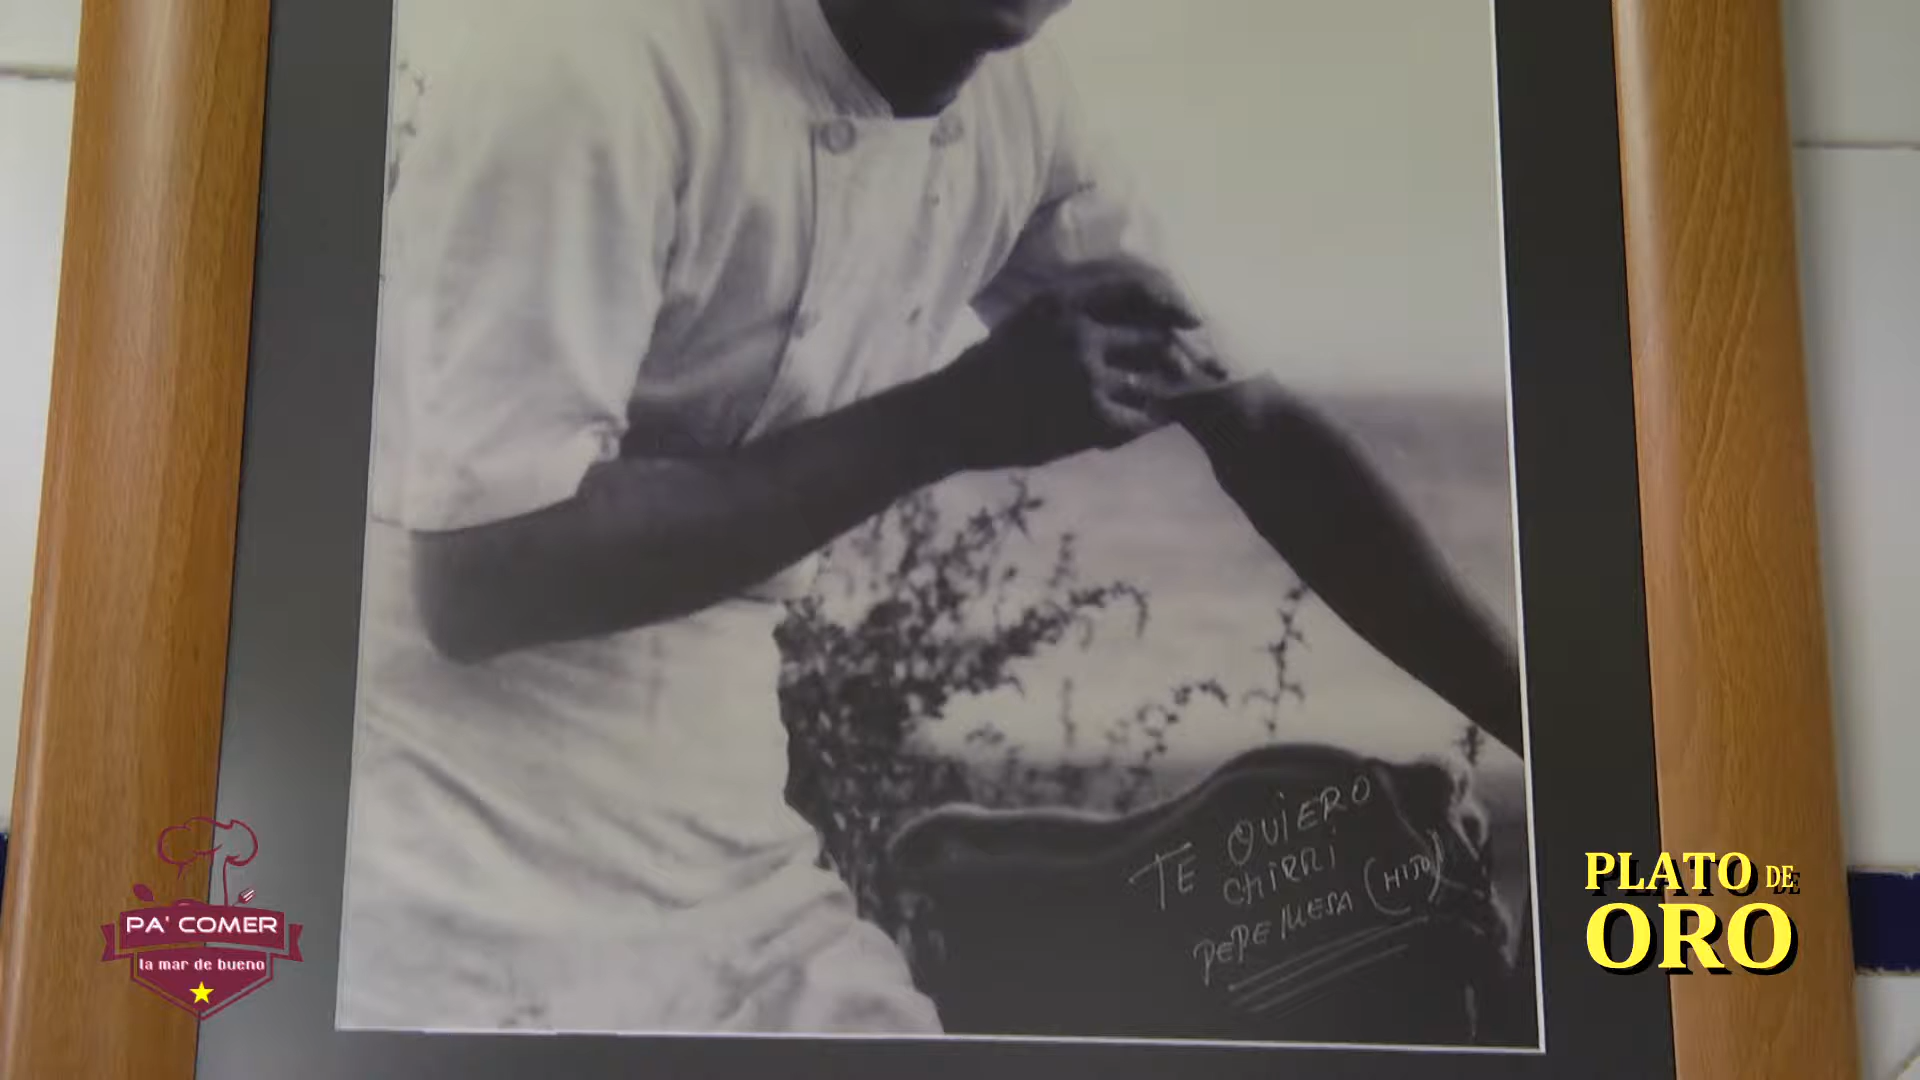 TE QUIERO
CHIRRI
PEPE MESA (HIJO)
PA' COMER
la mar de bueno
PLATO DE
ORO